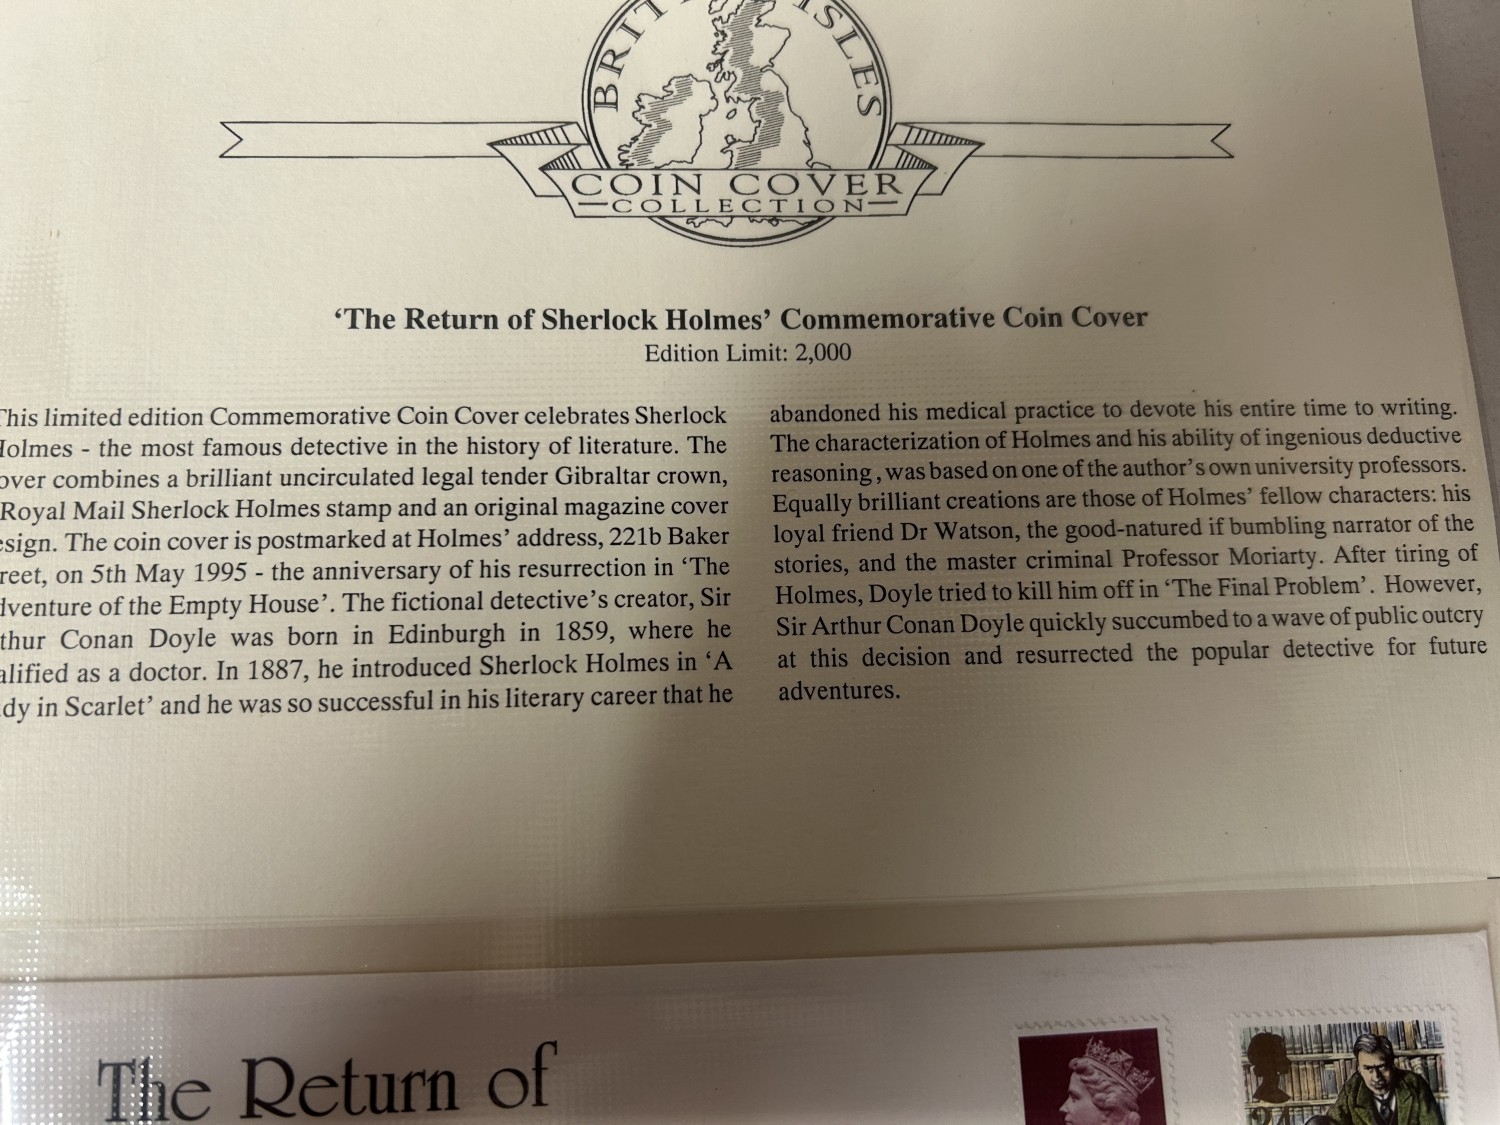 BRIT ISLES
COIN COVER
COLLECTION
‘The Return of Sherlock Holmes’ Commemorative Coin Cover
Edition Limit: 2,000
This limited edition Commemorative Coin Cover celebrates Sherlock
Holmes - the most famous detective in the history of literature. The
over combines a brilliant uncirculated legal tender Gibraltar crown,
Royal Mail Sherlock Holmes stamp and an original magazine cover
esign. The coin cover is postmarked at Holmes’ address, 221b Baker
reet, on 5th May 1995 - the anniversary of his resurrection in ‘The
dventure of the Empty House’. The fictional detective’s creator, Sir
thur Conan Doyle was born in Edinburgh in 1859, where he
alified as a doctor. In 1887, he introduced Sherlock Holmes in ‘A
dy in Scarlet’ and he was so successful in his literary career that he
abandoned his medical practice to devote his entire time to writing.
The characterization of Holmes and his ability of ingenious deductive
reasoning, was based on one of the author’s own university professors.
Equally brilliant creations are those of Holmes’ fellow characters: his
loyal friend Dr Watson, the good-natured if bumbling narrator of the
stories, and the master criminal Professor Moriarty. After tiring of
Holmes, Doyle tried to kill him off in ‘The Final Problem’. However,
Sir Arthur Conan Doyle quickly succumbed to a wave of public outcry
at this decision and resurrected the popular detective for future
adventures.
The Return of
24